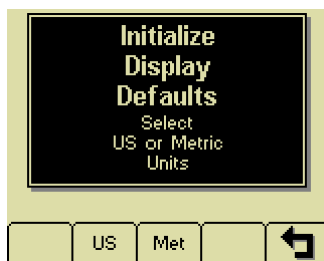 Initialize
Display
Defaults
Select
US or Metric
Units
US Met